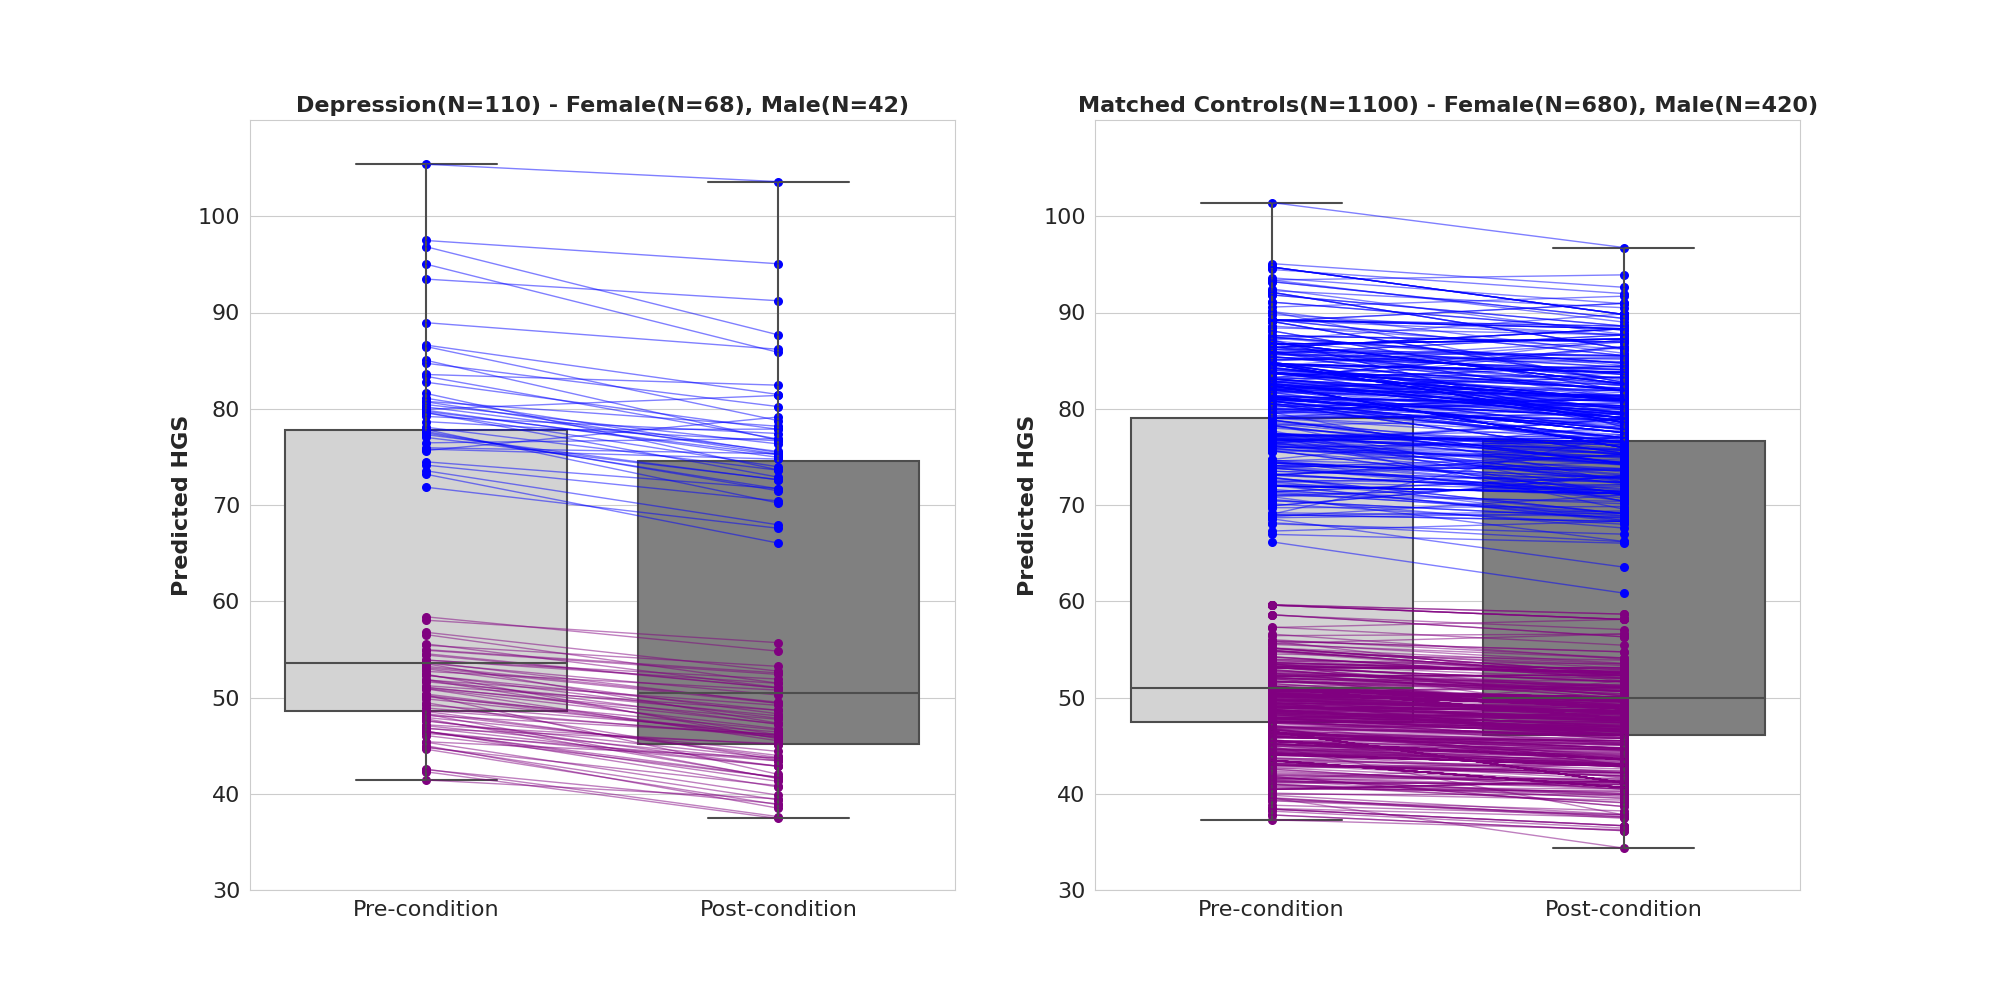 Depression(N=110) - Female(N=68), Male(N=42)
Predicted HGS
100
90
80
70
60
50
40
30
Pre-condition
Post-condition
Matched Controls(N=1100) - Female(N=680), Male(N=420)
Predicted HGS
100
90
80
70
60
50
40
30
Pre-condition
Post-condition